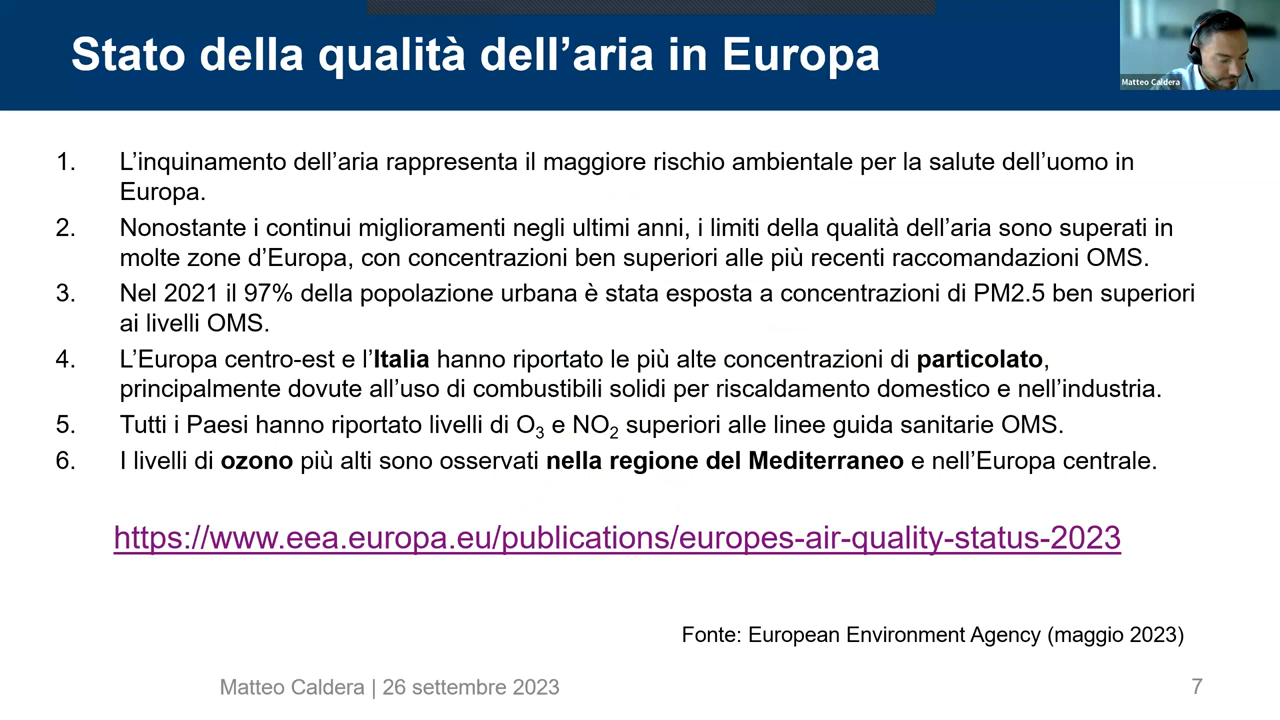 Stato della qualità dell’aria in Europa
Matteo Caldera
1. L’inquinamento dell’aria rappresenta il maggiore rischio ambientale per la salute dell’uomo in
Europa.
2. Nonostante i continui miglioramenti negli ultimi anni, i limiti della qualità dell’aria sono superati in
molte zone d’Europa, con concentrazioni ben superiori alle più recenti raccomandazioni OMS.
3. Nel 2021 il 97% della popolazione urbana è stata esposta a concentrazioni di PM2.5 ben superiori
ai livelli OMS.
4. L’Europa centro-est e l’Italia hanno riportato le più alte concentrazioni di particolato,
principalmente dovute all’uso di combustibili solidi per riscaldamento domestico e nell’industria.
5. Tutti i Paesi hanno riportato livelli di O₃ e NO₂ superiori alle linee guida sanitarie OMS.
6. I livelli di ozono più alti sono osservati nella regione del Mediterraneo e nell’Europa centrale.
https://www.eea.europa.eu/publications/europes-air-quality-status-2023
Fonte: European Environment Agency (maggio 2023)
Matteo Caldera | 26 settembre 2023
7